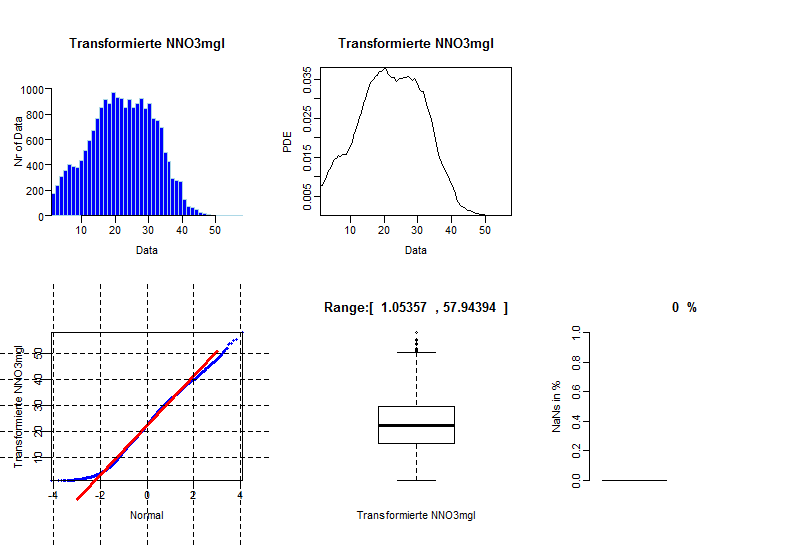 Transformierte NNO3mgl
Nr of Data
1000
800
600
400
200
0
10 20 30 40 50
Data
Transformierte NNO3mgl
PDE
0.035
0.025
0.015
0.005
10 20 30 40 50
Data
Transformierte NNO3mgl
50
40
30
20
10
-4 -2 0 2 4
Normal
Range:[ 1.05357 , 57.94394 ]
Transformierte NNO3mgl
0 %
NaNs in %
1.0
0.8
0.6
0.4
0.2
0.0